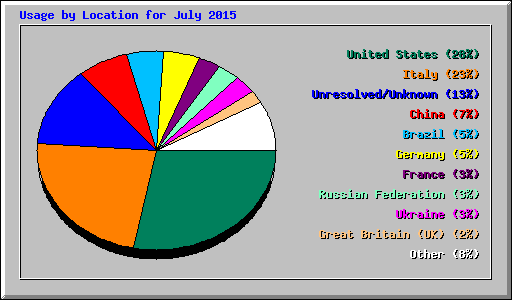 Usage by Location for July 2015
United States (28%)
Italy (23%)
Unresolved/Unknown (13%)
China (7%)
Brazil (5%)
Germany (5%)
France (3%)
Russian Federation (3%)
Ukraine (3%)
Great Britain (UK) (2%)
Other (8%)